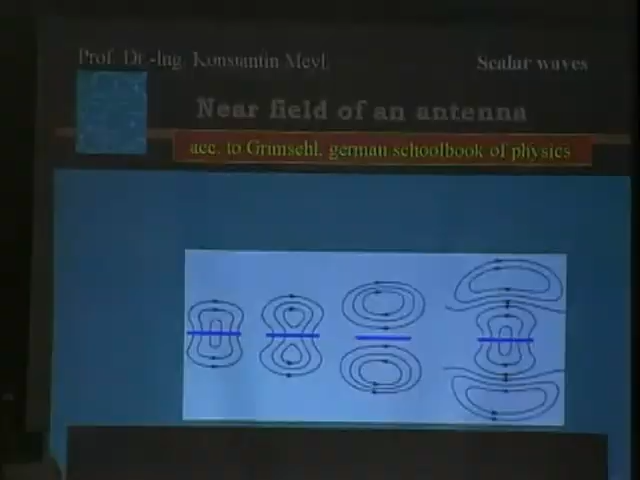 Prof. Dr.-Ing. Konstantin Meyl.
Scalar waves
Near field of an antenna
acc. to Grimsehl, german schoolbook of physics